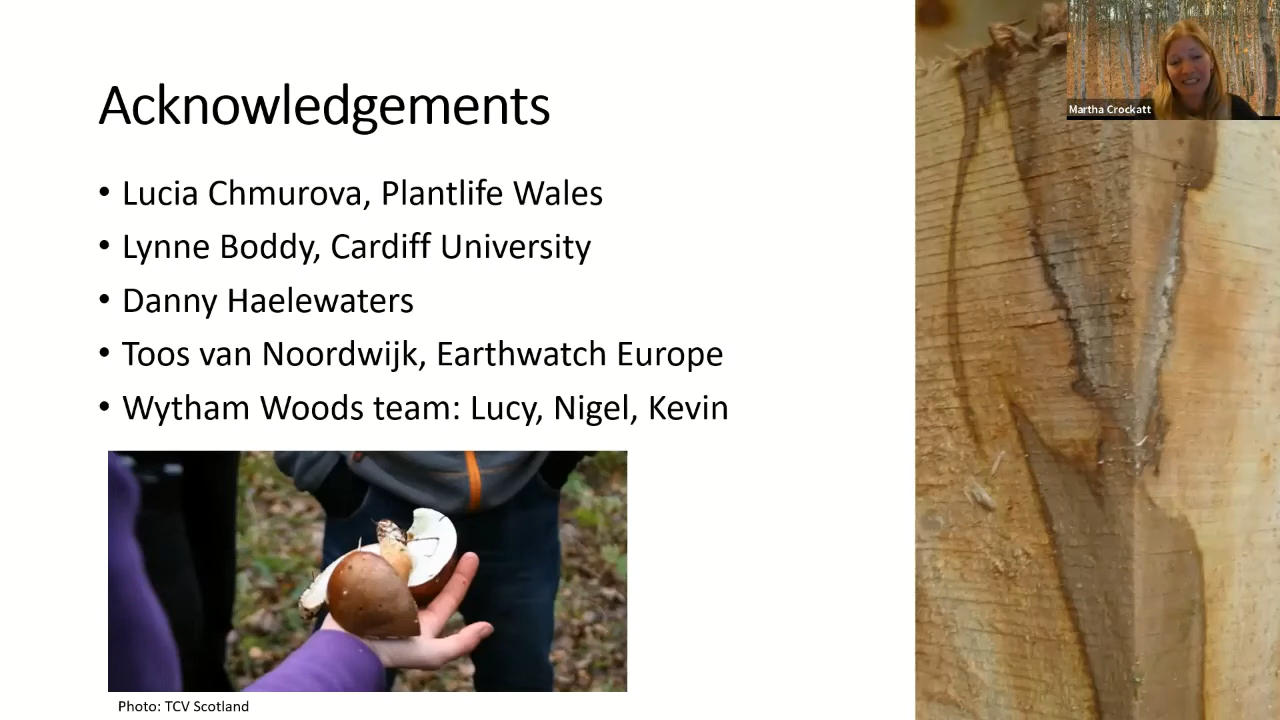 Acknowledgements
• Lucia Chmurova, Plantlife Wales
• Lynne Boddy, Cardiff University
• Danny Haelewaters
• Toos van Noordwijk, Earthwatch Europe
• Wytham Woods team: Lucy, Nigel, Kevin
Photo: TCV Scotland
Martha Crockatt